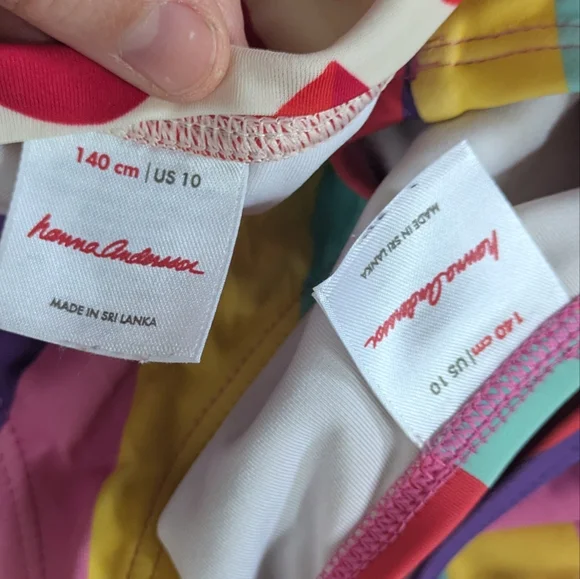 140 cm | US 10
hanna Andersson
MADE IN SRI LANKA
140 cm | US 10
hanna Andersson
MADE IN SRI LANKA